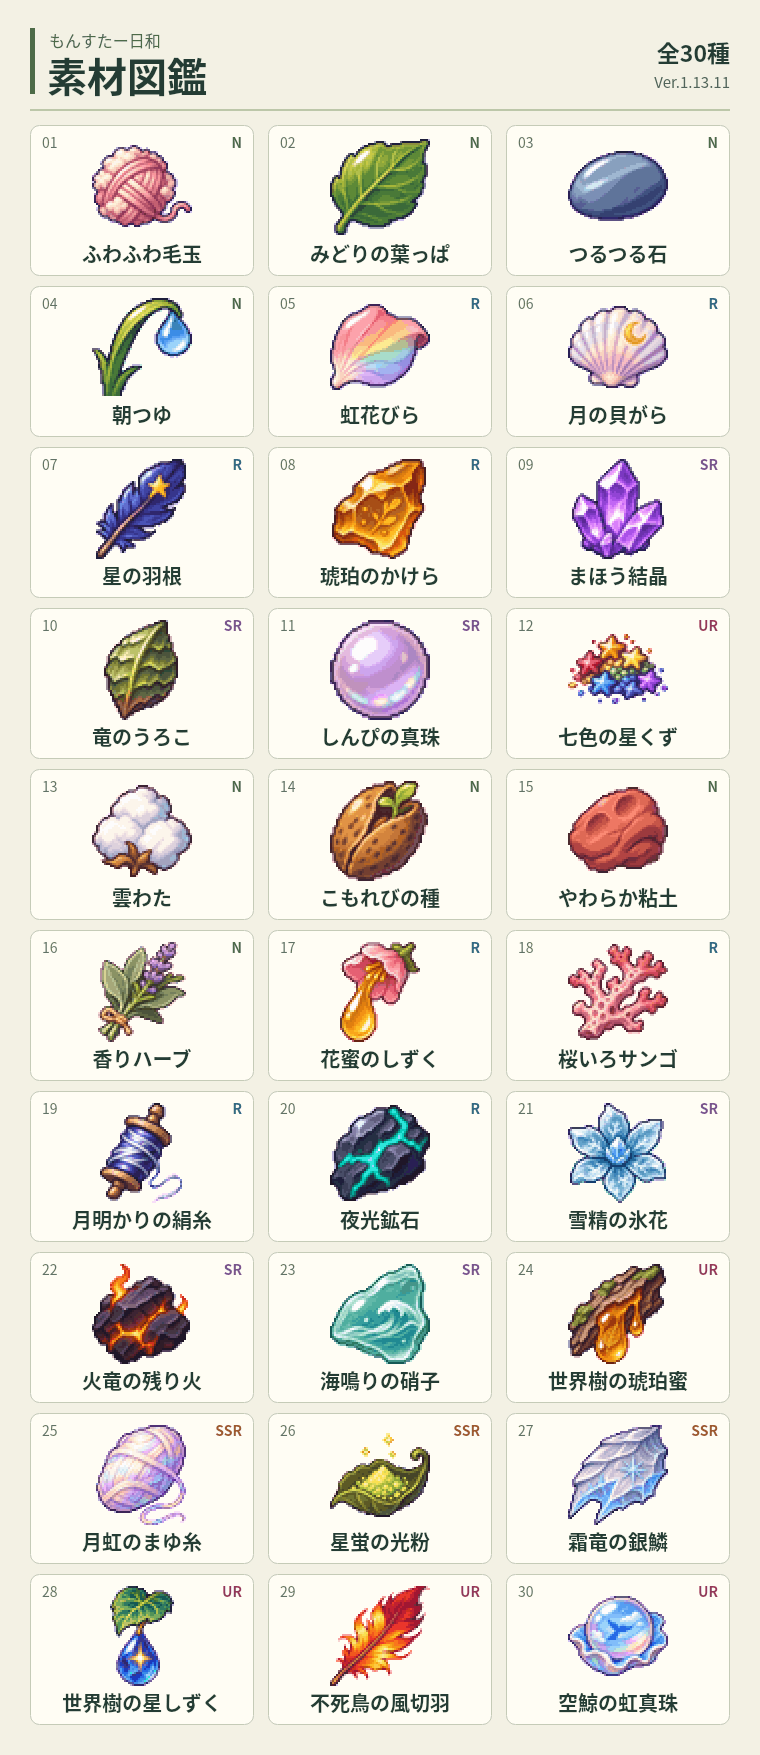 もんすたー日和
素材図鑑
全30種
Ver.1.13.11
01 N
ふわふわ毛玉
02 N
みどりの葉っぱ
03 N
つるつる石
04 N
朝つゆ
05 R
虹花びら
06 R
月の貝がら
07 R
星の羽根
08 R
琥珀のかけら
09 SR
まほう結晶
10 SR
竜のうろこ
11 SR
しんぴの真珠
12 UR
七色の星くず
13 N
雲わた
14 N
こもれびの種
15 N
やわらか粘土
16 N
香りハーブ
17 R
花蜜のしずく
18 R
桜いろサンゴ
19 R
月明かりの絹糸
20 R
夜光鉱石
21 SR
雪精の氷花
22 SR
火竜の残り火
23 SR
海鳴りの硝子
24 UR
世界樹の琥珀蜜
25 SSR
月虹のまゆ糸
26 SSR
星蛍の光粉
27 SSR
霜竜の銀鱗
28 UR
世界樹の星しずく
29 UR
不死鳥の風切羽
30 UR
空鯨の虹真珠